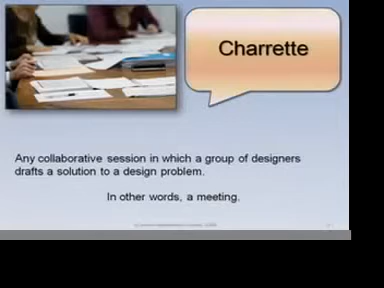 Charrette
Any collaborative session in which a group of designers
drafts a solution to a design problem.
In other words, a meeting.